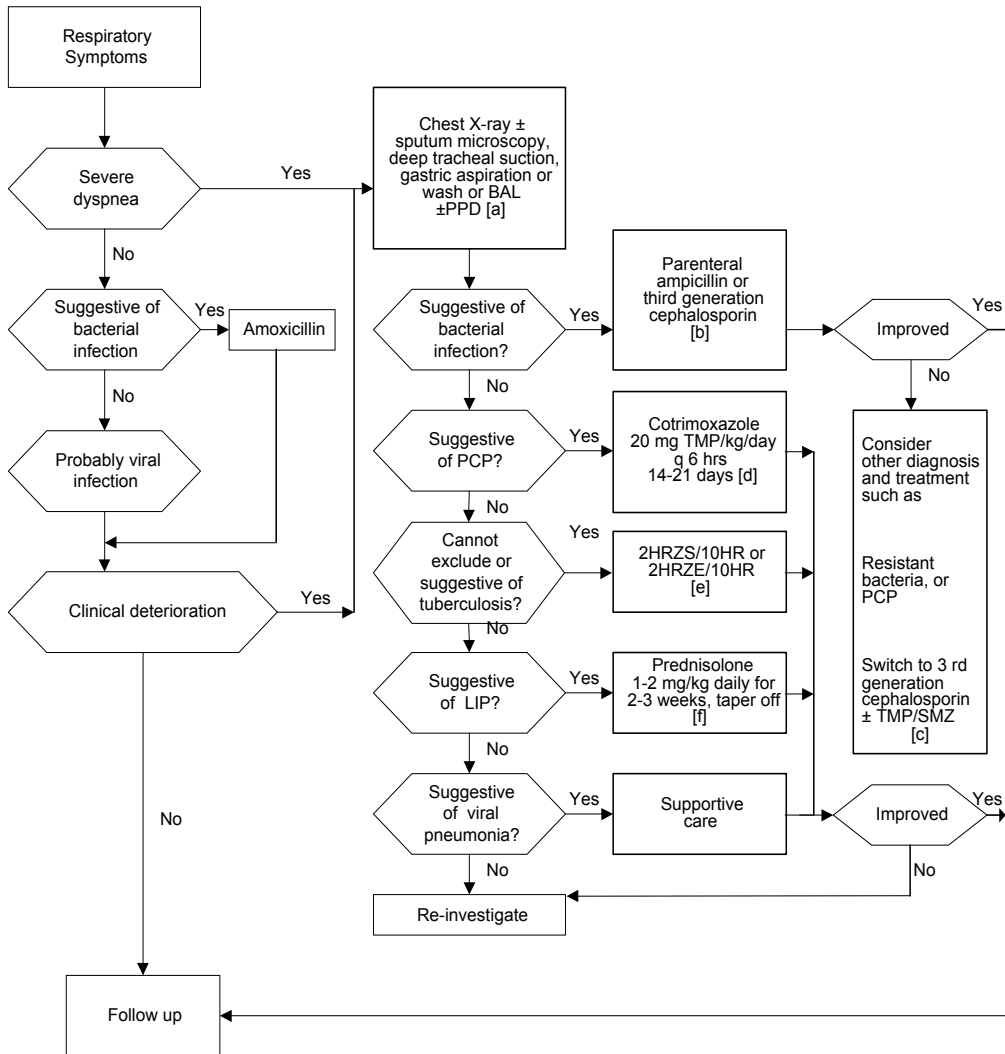 Respiratory
Symptoms
Severe
dyspnea
Yes
No
Suggestive of
bacterial
infection
Yes
Amoxicillin
No
Probably viral
infection
Clinical deterioration
Yes
No
Follow up
Chest X-ray ±
sputum microscopy,
deep tracheal suction,
gastric aspiration or
wash or BAL
±PPD [a]
Suggestive of
bacterial
infection?
Yes
Parenteral
ampicillin or
third generation
cephalosporin
[b]
Improved
Yes
No
Consider
other diagnosis
and treatment
such as
Resistant
bacteria, or
PCP
Switch to 3 rd
generation
cephalosporin
± TMP/SMZ
[c]
No
Suggestive
of PCP?
Yes
Cotrimoxazole
20 mg TMP/kg/day
q 6 hrs
14-21 days [d]
No
Cannot
exclude or
suggestive of
tuberculosis?
Yes
2HRZS/10HR or
2HRZE/10HR
[e]
No
Suggestive
of LIP?
Yes
Prednisolone
1-2 mg/kg daily for
2-3 weeks, taper off
[f]
No
Suggestive
of viral
pneumonia?
Yes
Supportive
care
Improved
Yes
No
No
Re-investigate